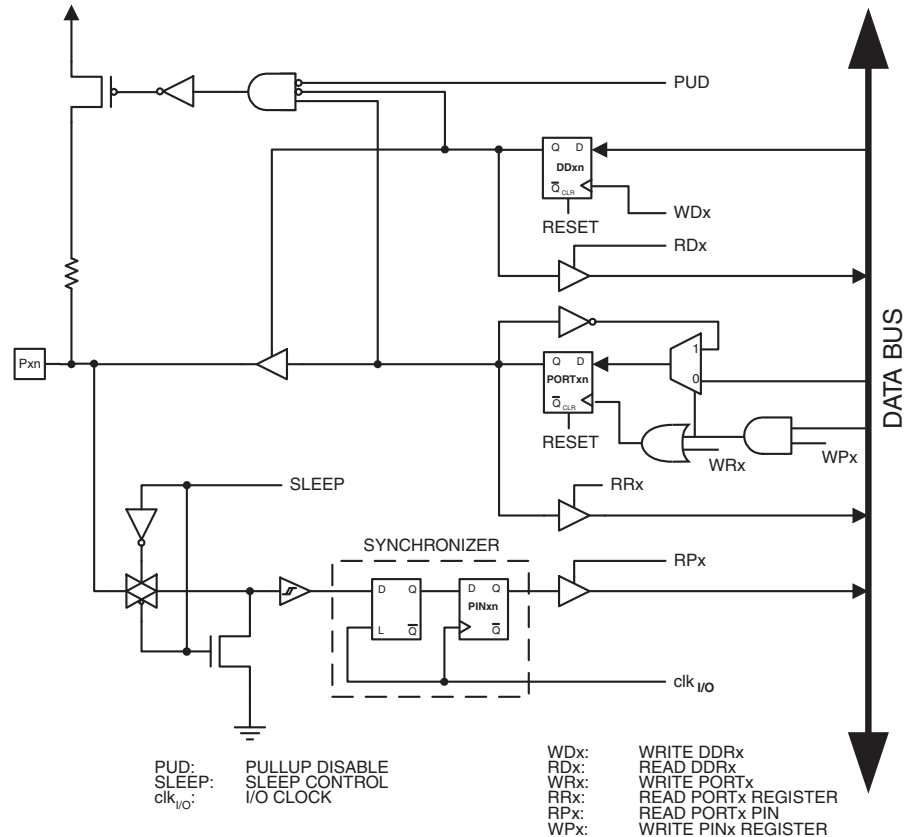 PUD
Q D
DDxn
Q CLR
WDx
RESET
RDx
1
Pxn
Q D
PORTxn
0
Q CLR
RESET
WRx
WPx
DATA BUS
RRx
SLEEP
SYNCHRONIZER
RPx
D Q
D Q
PINxn
L Q
Q
clk I/O
PUD: PULLUP DISABLE
SLEEP: SLEEP CONTROL
clkI/O: I/O CLOCK
WDx: WRITE DDRx
RDx: READ DDRx
WRx: WRITE PORTx
RRx: READ PORTx REGISTER
RPx: READ PORTx PIN
WPx: WRITE PINx REGISTER